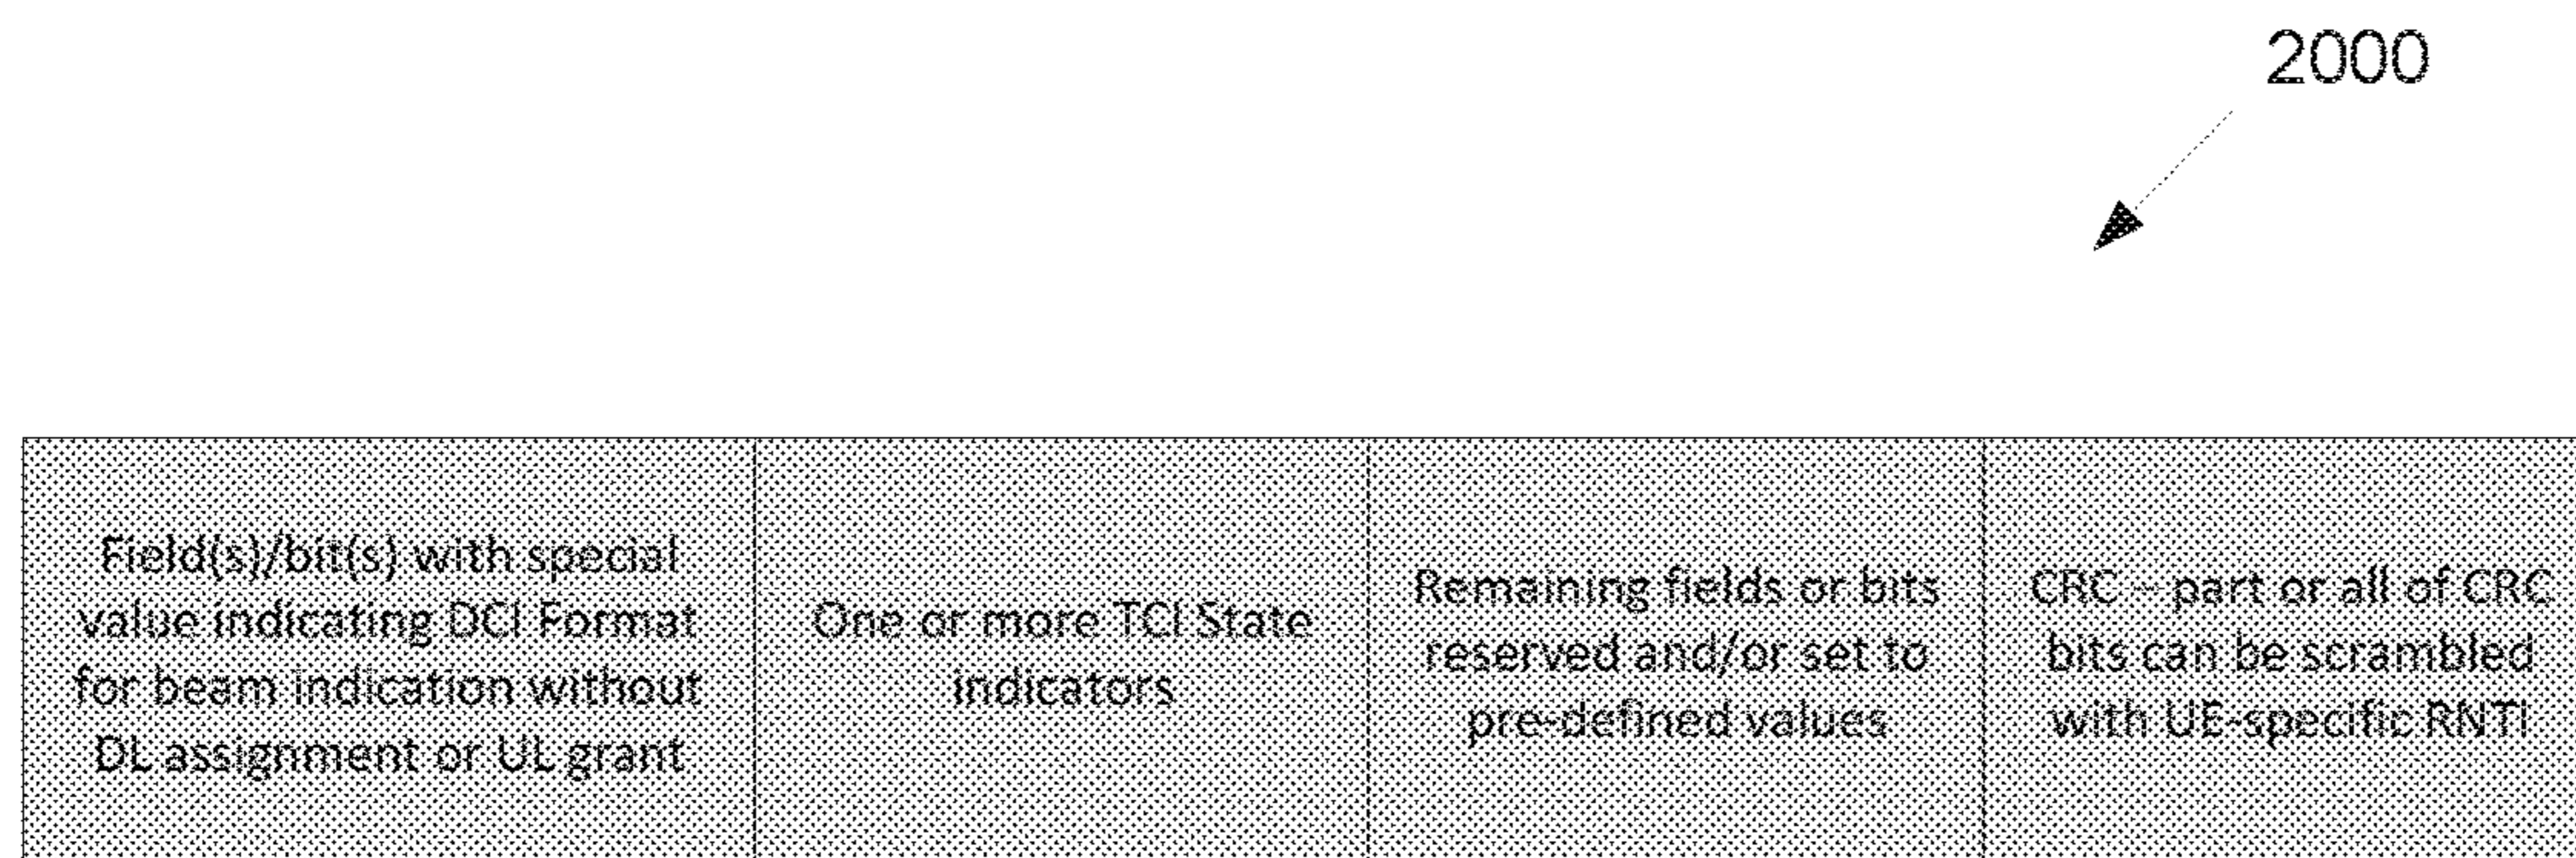 2000
Field(s)/bit(s) with special
value indicating DCI Format
for beam indication without
DL assignment or UL grant
One or more TCI State
indicators
Remaining fields or bits
reserved and/or set to
pre-defined values
CRC – part or all of CRC
bits can be scrambled
with UE-specific RNTI